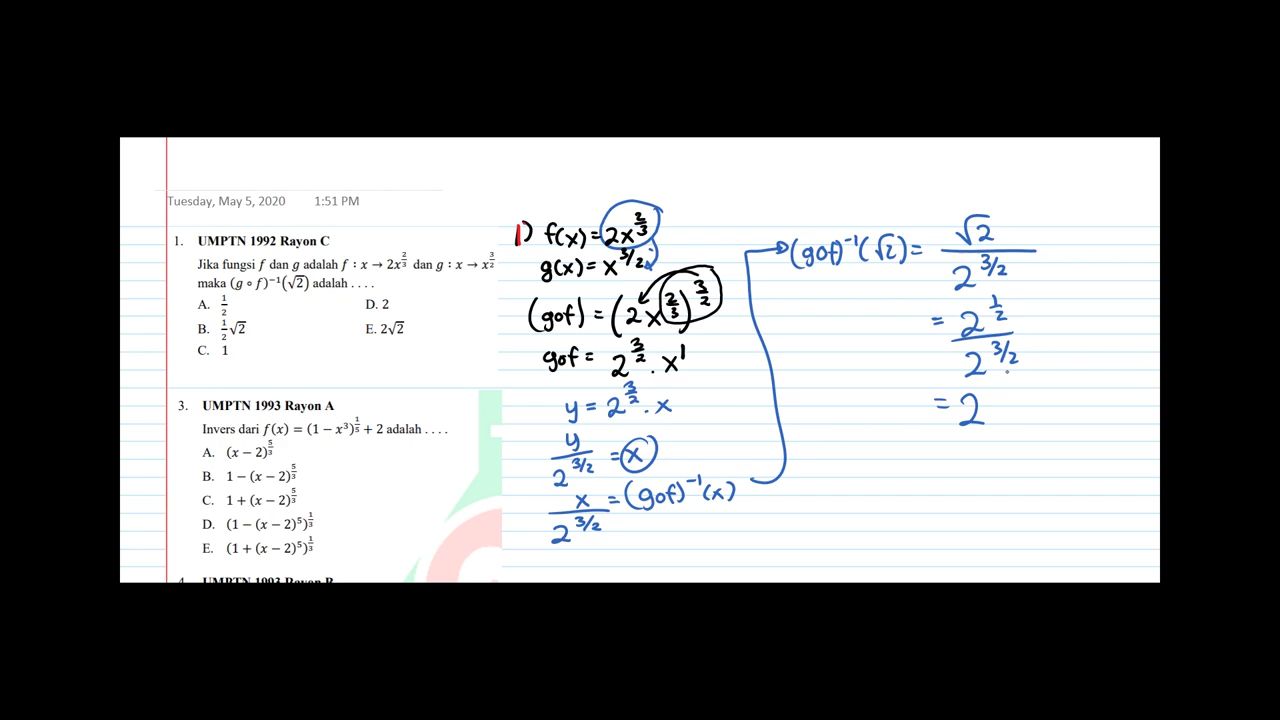 Tuesday, May 5, 2020 1:51 PM
1. UMPTN 1992 Rayon C
Jika fungsi f dan g adalah f : x → 2x^(2/3) dan g : x → x^(3/2)
maka (g ∘ f)⁻¹(√2) adalah . . . .
A. 1/2 D. 2
B. 1/2 √2 E. 2√2
C. 1
3. UMPTN 1993 Rayon A
Invers dari f(x) = (1 − x³)^(1/5) + 2 adalah . . . .
A. (x − 2)^(5/3)
B. 1 − (x − 2)^(5/3)
C. 1 + (x − 2)^(5/3)
D. (1 − (x − 2)⁵)^(1/3)
E. (1 + (x − 2)⁵)^(1/3)
4. UMPTN 1993 Rayon B
1) f(x) = 2x^(2/3)
g(x) = x^(3/2)
(gof) = (2x^(2/3))^(3/2)
gof = 2^(3/2) . x^1
y = 2^(3/2) . x
y / 2^(3/2) = x
x / 2^(3/2) = (gof)⁻¹(x)
(gof)⁻¹(√2) = √2 / 2^(3/2)
= 2^(1/2) / 2^(3/2)
= 2